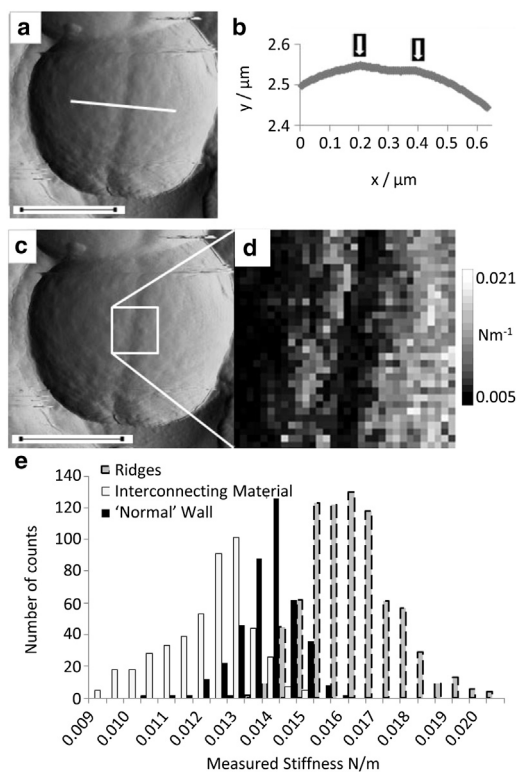 a
b
2.6
2.5
2.4
y / µm
0 0.1 0.2 0.3 0.4 0.5 0.6
x / µm
c
d
0.021
Nm-1
0.005
e
Ridges
Interconnecting Material
‘Normal’ Wall
140
120
100
80
60
40
20
0
Number of counts
0.009 0.010 0.011 0.012 0.013 0.014 0.015 0.016 0.017 0.018 0.019 0.020
Measured Stiffness N/m